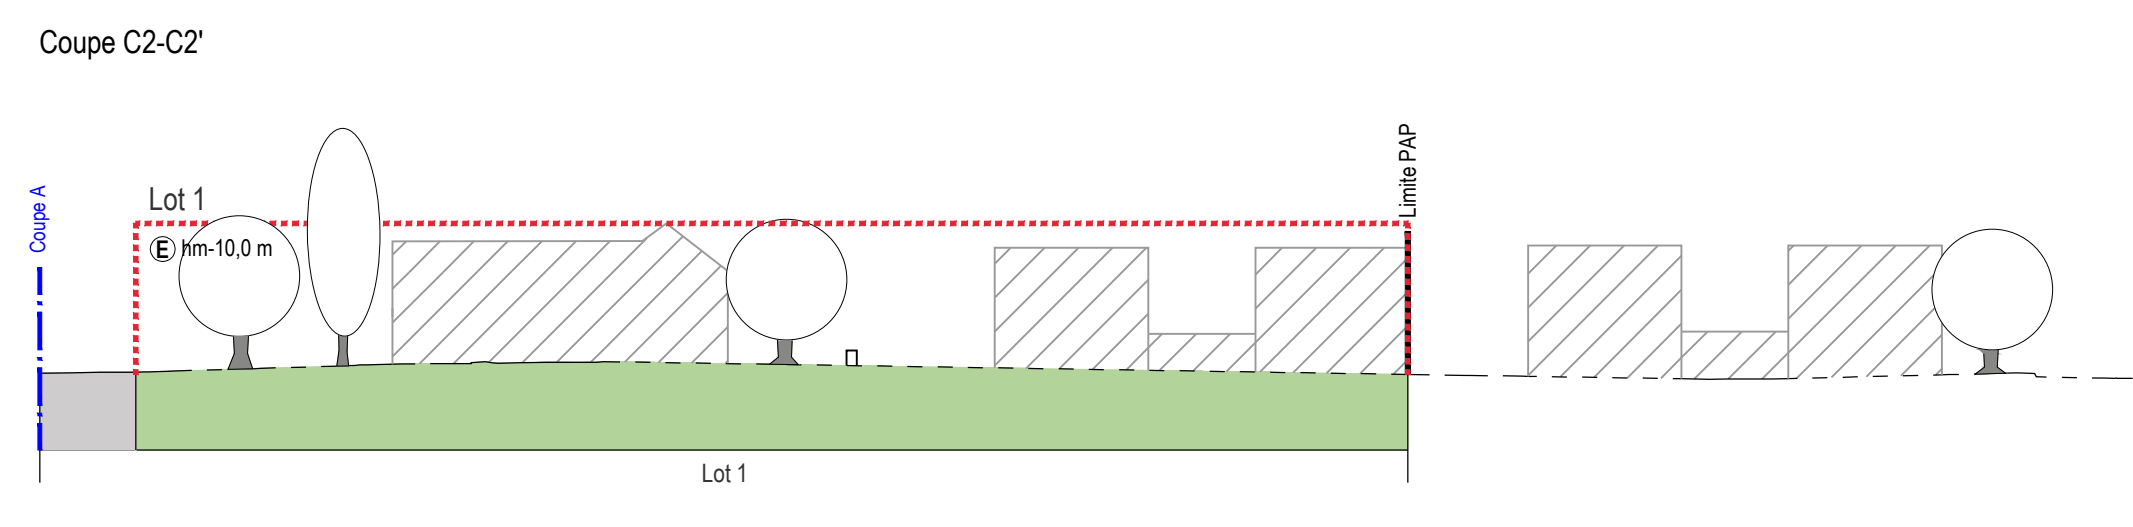 Coupe C2-C2'
Limite PAP
Coupe A
Lot 1
E hm-10,0 m
Lot 1